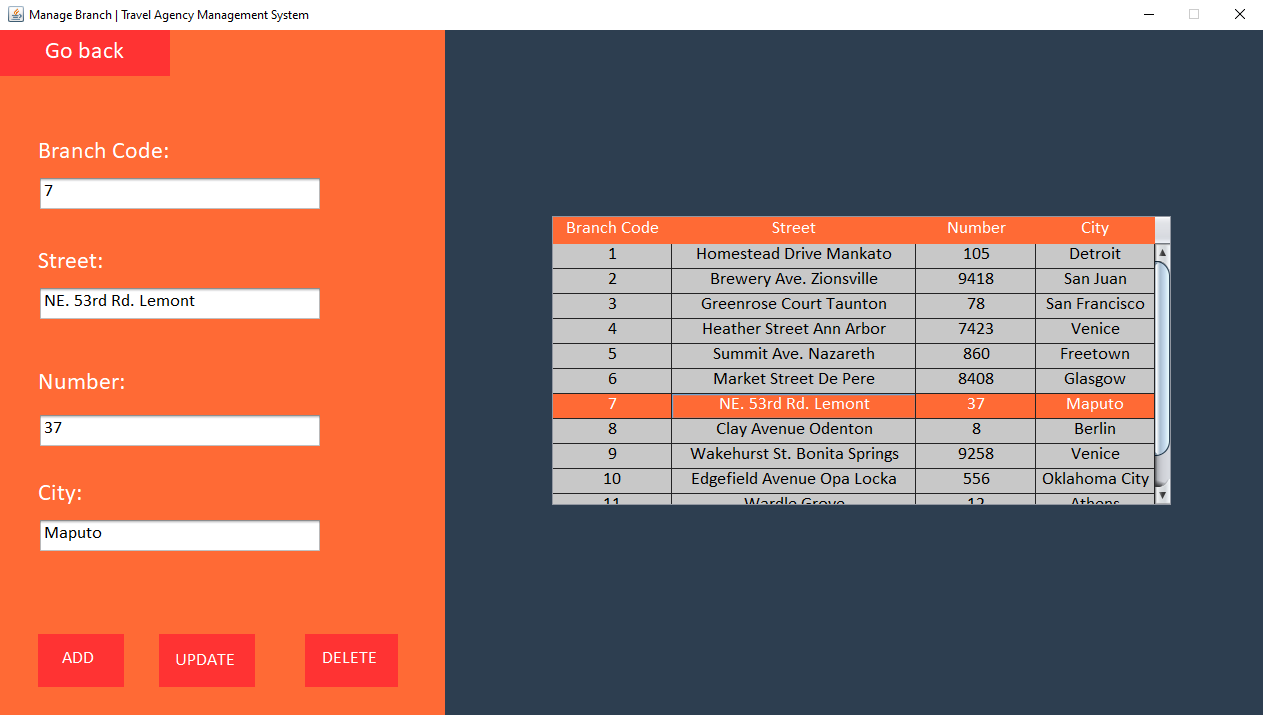 Manage Branch | Travel Agency Management System
Go back
Branch Code:
7
Street:
NE. 53rd Rd. Lemont
Number:
37
City:
Maputo
ADD UPDATE DELETE
Branch Code Street Number City
1 Homestead Drive Mankato 105 Detroit
2 Brewery Ave. Zionsville 9418 San Juan
3 Greenrose Court Taunton 78 San Francisco
4 Heather Street Ann Arbor 7423 Venice
5 Summit Ave. Nazareth 860 Freetown
6 Market Street De Pere 8408 Glasgow
7 NE. 53rd Rd. Lemont 37 Maputo
8 Clay Avenue Odenton 8 Berlin
9 Wakehurst St. Bonita Springs 9258 Venice
10 Edgefield Avenue Opa Locka 556 Oklahoma City
11 Wardle Grove 12 Athens